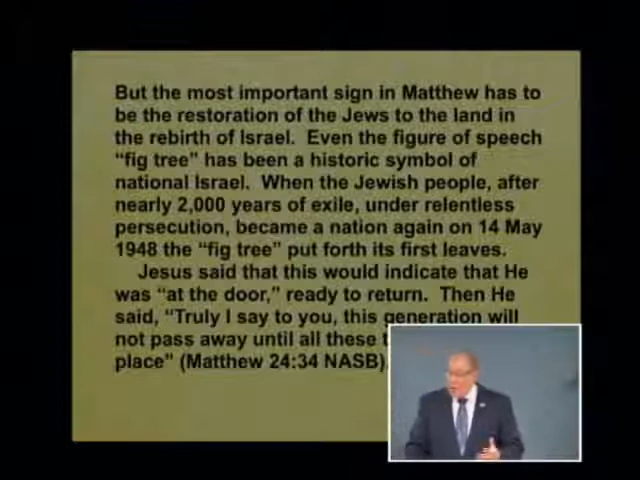 But the most important sign in Matthew has to
be the restoration of the Jews to the land in
the rebirth of Israel.  Even the figure of speech
“fig tree” has been a historic symbol of
national Israel.  When the Jewish people, after
nearly 2,000 years of exile, under relentless
persecution, became a nation again on 14 May
1948 the “fig tree” put forth its first leaves.
Jesus said that this would indicate that He
was “at the door,” ready to return.  Then He
said, “Truly I say to you, this generation will
not pass away until all these
place” (Matthew 24:34 NASB)